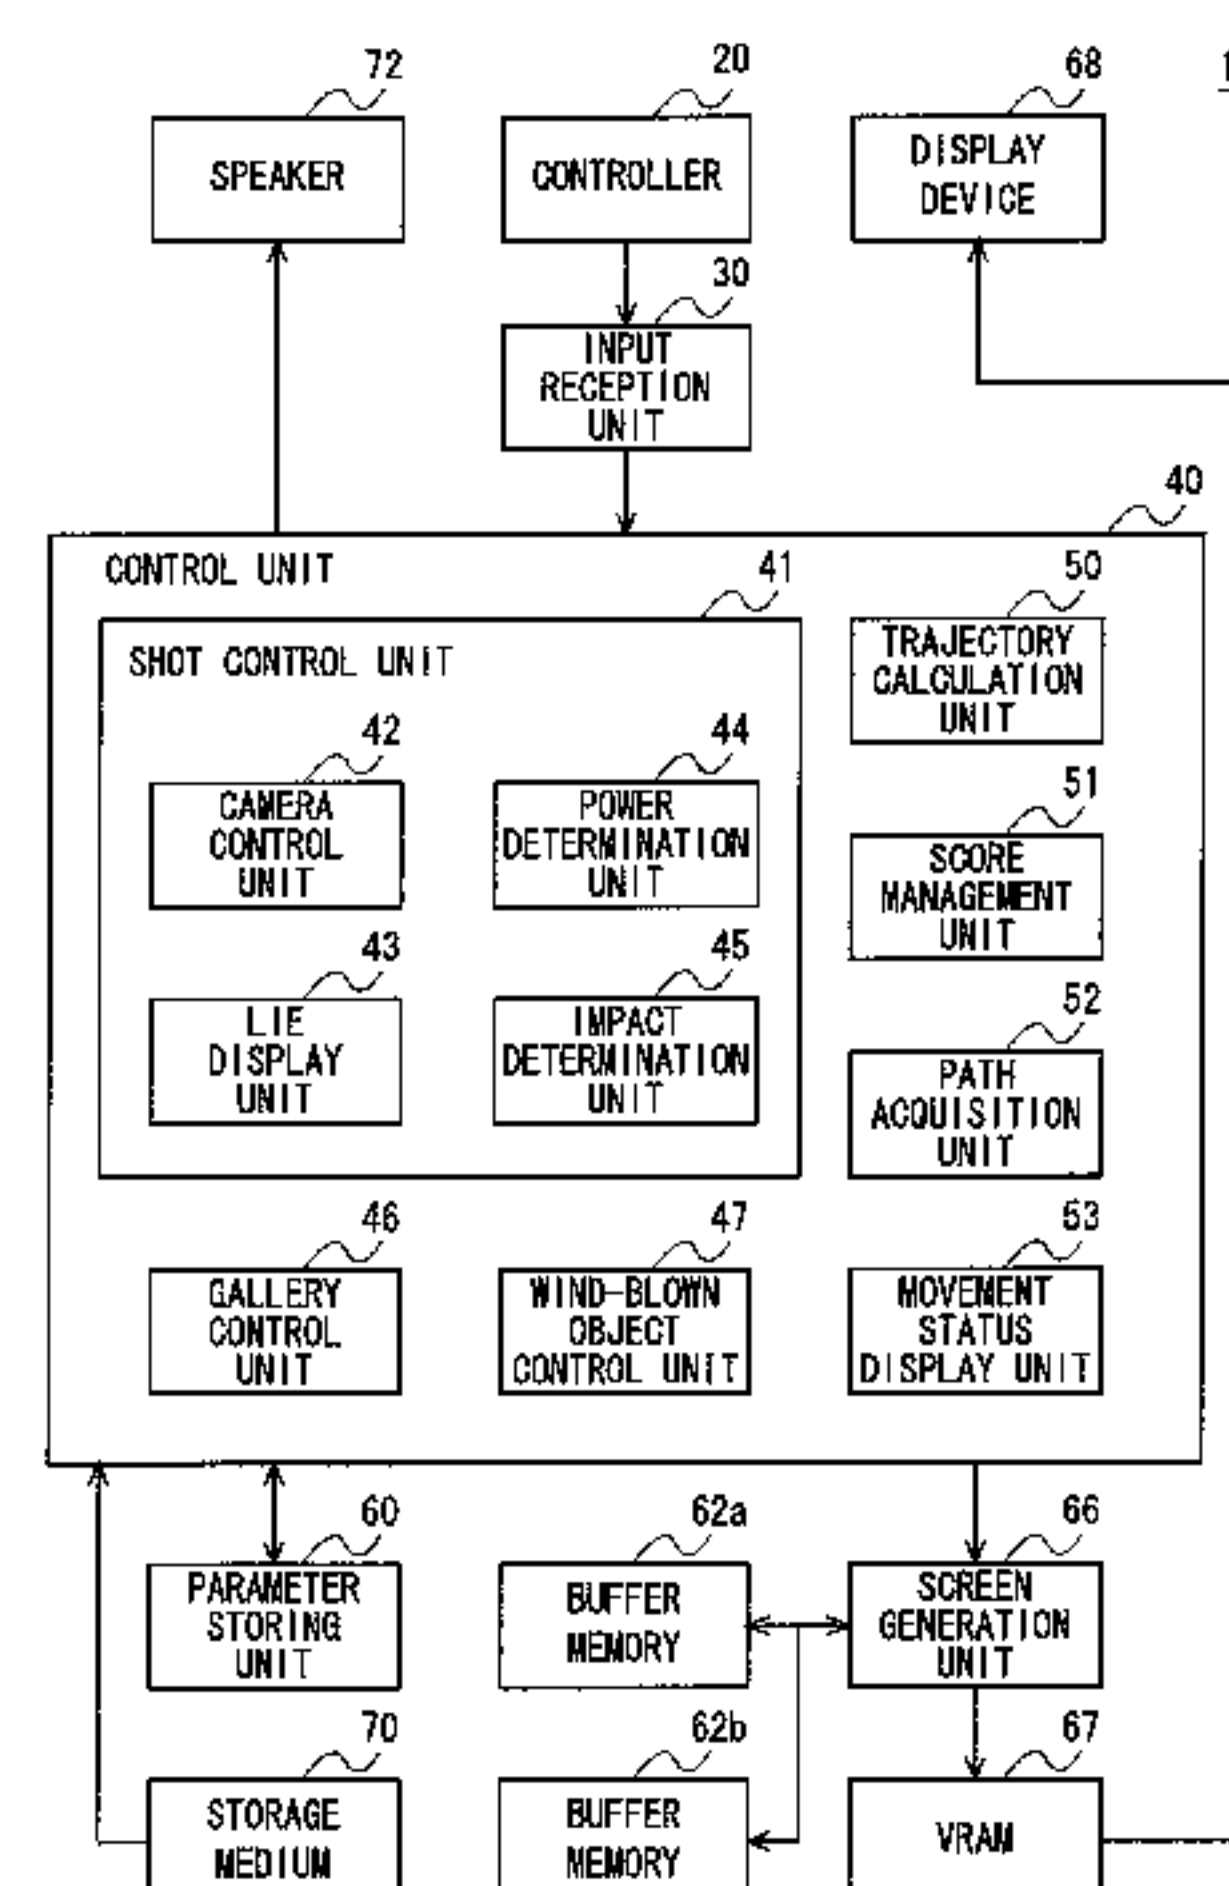 72
20
68
1
SPEAKER
CONTROLLER
DISPLAY
DEVICE
30
INPUT
RECEPTION
UNIT
40
CONTROL UNIT
41
50
SHOT CONTROL UNIT
TRAJECTORY
CALCULATION
UNIT
42
44
CAMERA
CONTROL
UNIT
POWER
DETERMINATION
UNIT
51
SCORE
MANAGEMENT
UNIT
43
45
LIE
DISPLAY
UNIT
IMPACT
DETERMINATION
UNIT
52
PATH
ACQUISITION
UNIT
46
47
53
GALLERY
CONTROL
UNIT
WIND-BLOWN
OBJECT
CONTROL UNIT
MOVEMENT
STATUS
DISPLAY UNIT
60
62a
66
PARAMETER
STORING
UNIT
BUFFER
MEMORY
SCREEN
GENERATION
UNIT
70
62b
67
STORAGE
MEDIUM
BUFFER
MEMORY
VRAM